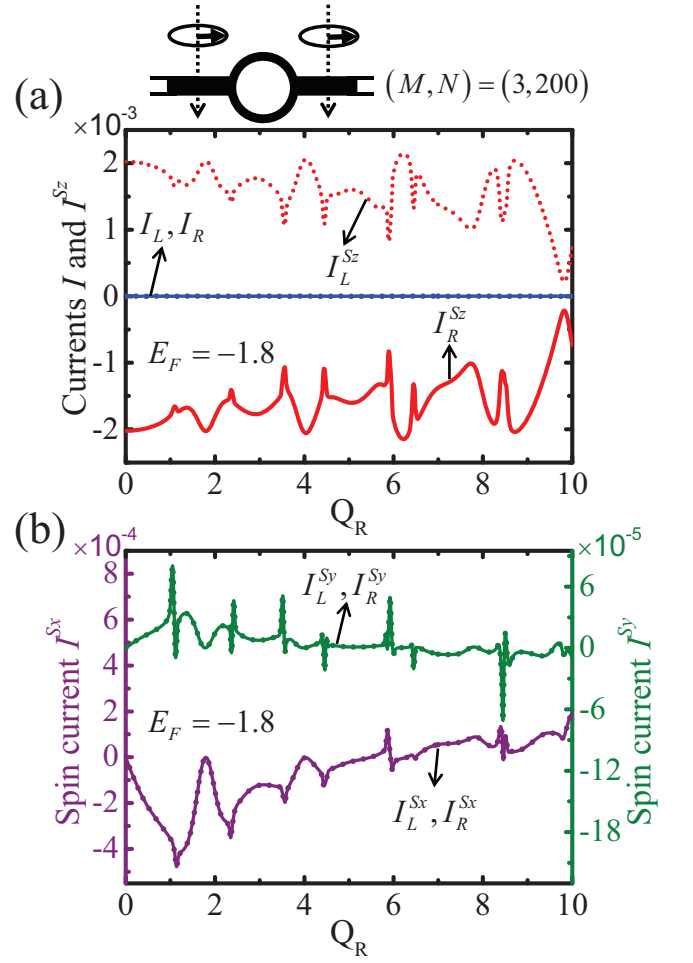 (a)
(M,N) = (3,200)
×10⁻³
Currents I and I^{Sz}
2
1
0
-1
-2
I_L, I_R
I_L^{Sz}
I_R^{Sz}
E_F = −1.8
0 2 4 6 8 10
Q_R
(b)
×10⁻⁴
×10⁻⁵
Spin current I^{Sx}
8
6
4
2
0
-2
-4
I_L^{Sy}, I_R^{Sy}
E_F = −1.8
I_L^{Sx}, I_R^{Sx}
6
0
-6
-12
-18
Spin current I^{Sy}
0 2 4 6 8 10
Q_R